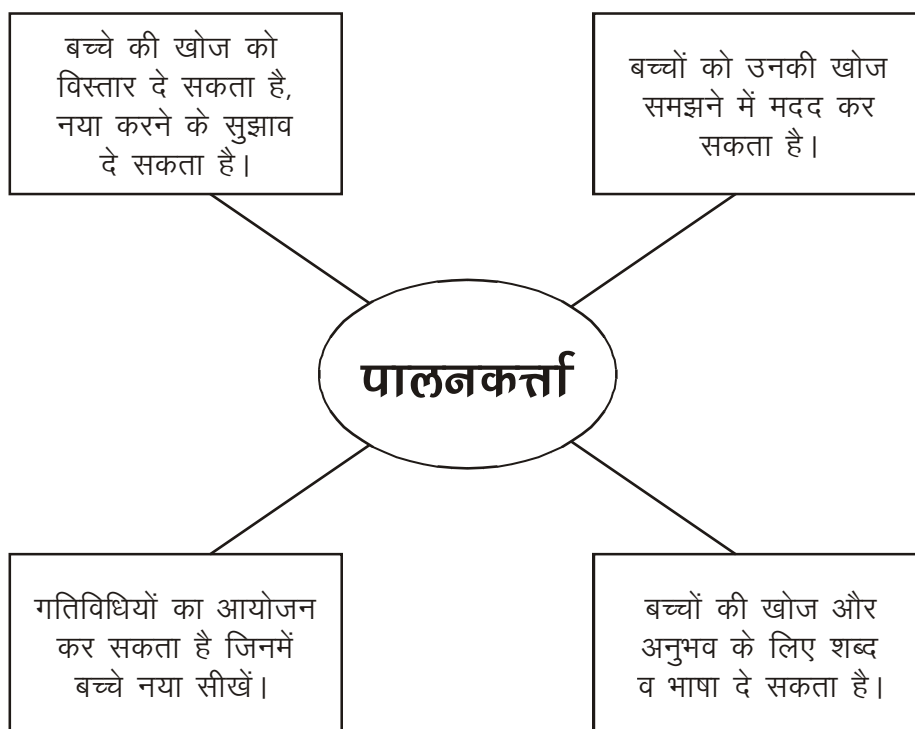 बच्चे की खोज को
विस्तार दे सकता है,
नया करने के सुझाव
दे सकता है।
बच्चों को उनकी खोज
समझने में मदद कर
सकता है।
पालनकर्त्ता
गतिविधियों का आयोजन
कर सकता है जिनमें
बच्चे नया सीखें।
बच्चों की खोज और
अनुभव के लिए शब्द
व भाषा दे सकता है।